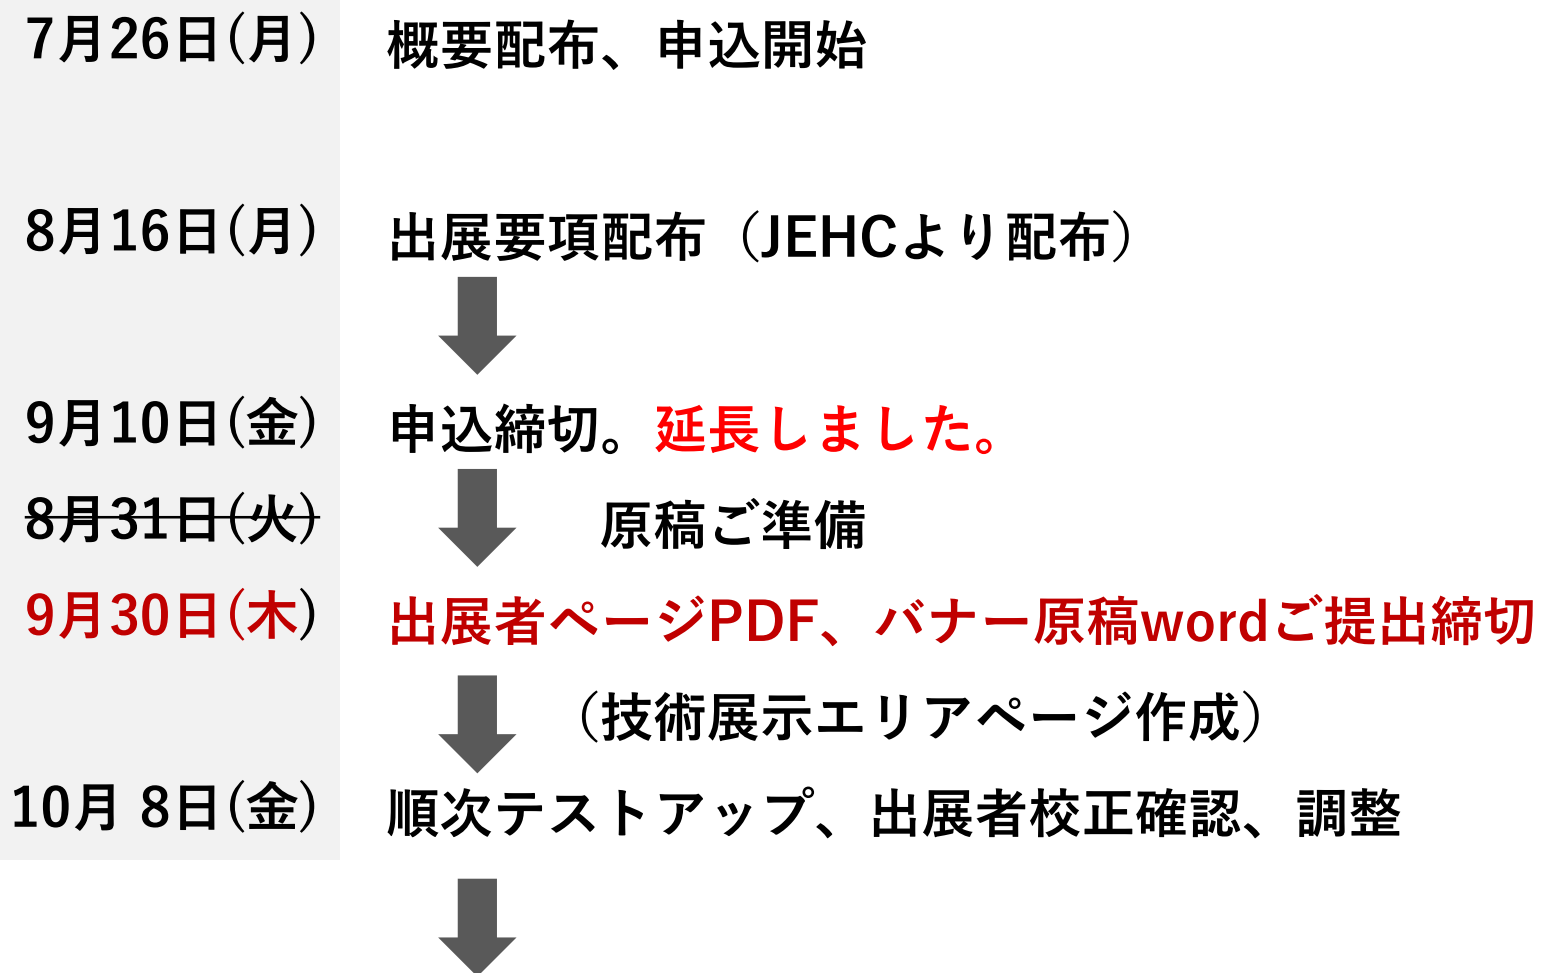 7月26日(月) 概要配布、申込開始
8月16日(月) 出展要項配布（JEHCより配布）
9月10日(金) 申込締切。延長しました。
8月31日(火) 原稿ご準備
9月30日(木) 出展者ページPDF、バナー原稿wordご提出締切
（技術展示エリアページ作成）
10月 8日(金) 順次テストアップ、出展者校正確認、調整